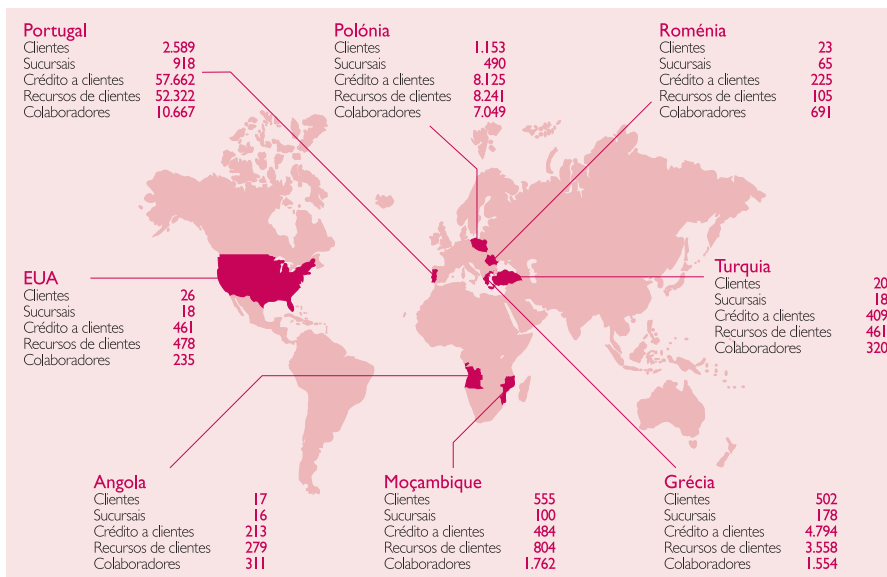 Portugal
Clientes 2.589
Sucursais 918
Crédito a clientes 57.662
Recursos de clientes 52.322
Colaboradores 10.667
Polónia
Clientes 1.153
Sucursais 490
Crédito a clientes 8.125
Recursos de clientes 8.241
Colaboradores 7.049
Roménia
Clientes 23
Sucursais 65
Crédito a clientes 225
Recursos de clientes 105
Colaboradores 691
EUA
Clientes 26
Sucursais 18
Crédito a clientes 461
Recursos de clientes 478
Colaboradores 235
Turquia
Clientes 20
Sucursais 18
Crédito a clientes 409
Recursos de clientes 461
Colaboradores 320
Angola
Clientes 17
Sucursais 16
Crédito a clientes 213
Recursos de clientes 279
Colaboradores 311
Moçambique
Clientes 555
Sucursais 100
Crédito a clientes 484
Recursos de clientes 804
Colaboradores 1.762
Grécia
Clientes 502
Sucursais 178
Crédito a clientes 4.794
Recursos de clientes 3.558
Colaboradores 1.554